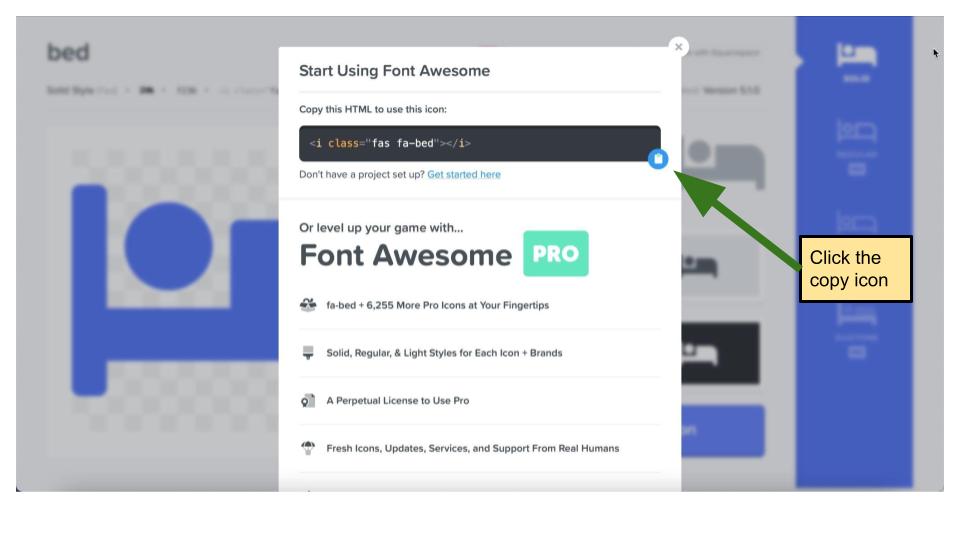 bed
Start Using Font Awesome
Copy this HTML to use this icon:
<i class="fas fa-bed"></i>
Don't have a project set up? Get started here
Or level up your game with...
Font Awesome PRO
fa-bed + 6,255 More Pro Icons at Your Fingertips
Solid, Regular, & Light Styles for Each Icon + Brands
A Perpetual License to Use Pro
Fresh Icons, Updates, Services, and Support From Real Humans
Solid Style
Version 5.1.0
SOLID
REGULAR
Click the
copy icon